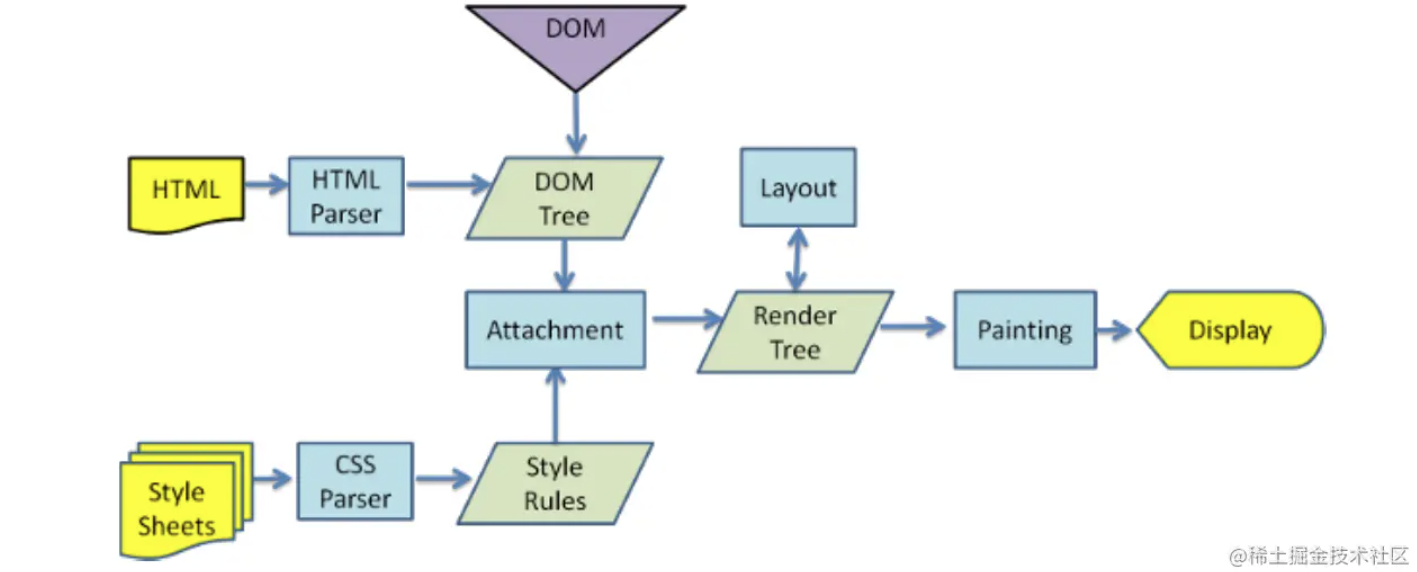 DOM
HTML
HTML
Parser
DOM
Tree
Layout
Attachment
Render
Tree
Painting
Display
Style
Sheets
CSS
Parser
Style
Rules
@稀土掘金技术社区